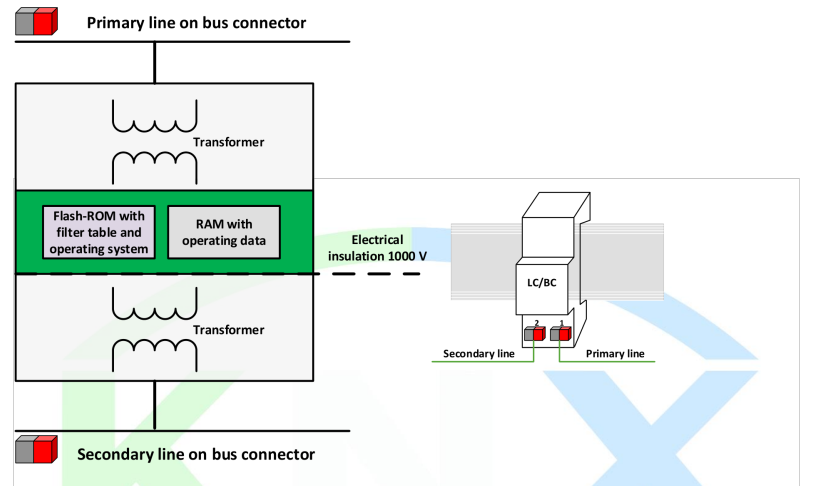 Primary line on bus connector
Transformer
Flash-ROM with
filter table and
operating system
RAM with
operating data
Electrical
insulation 1000 V
Transformer
Secondary line on bus connector
LC/BC
2 1
Secondary line
Primary line
KNX